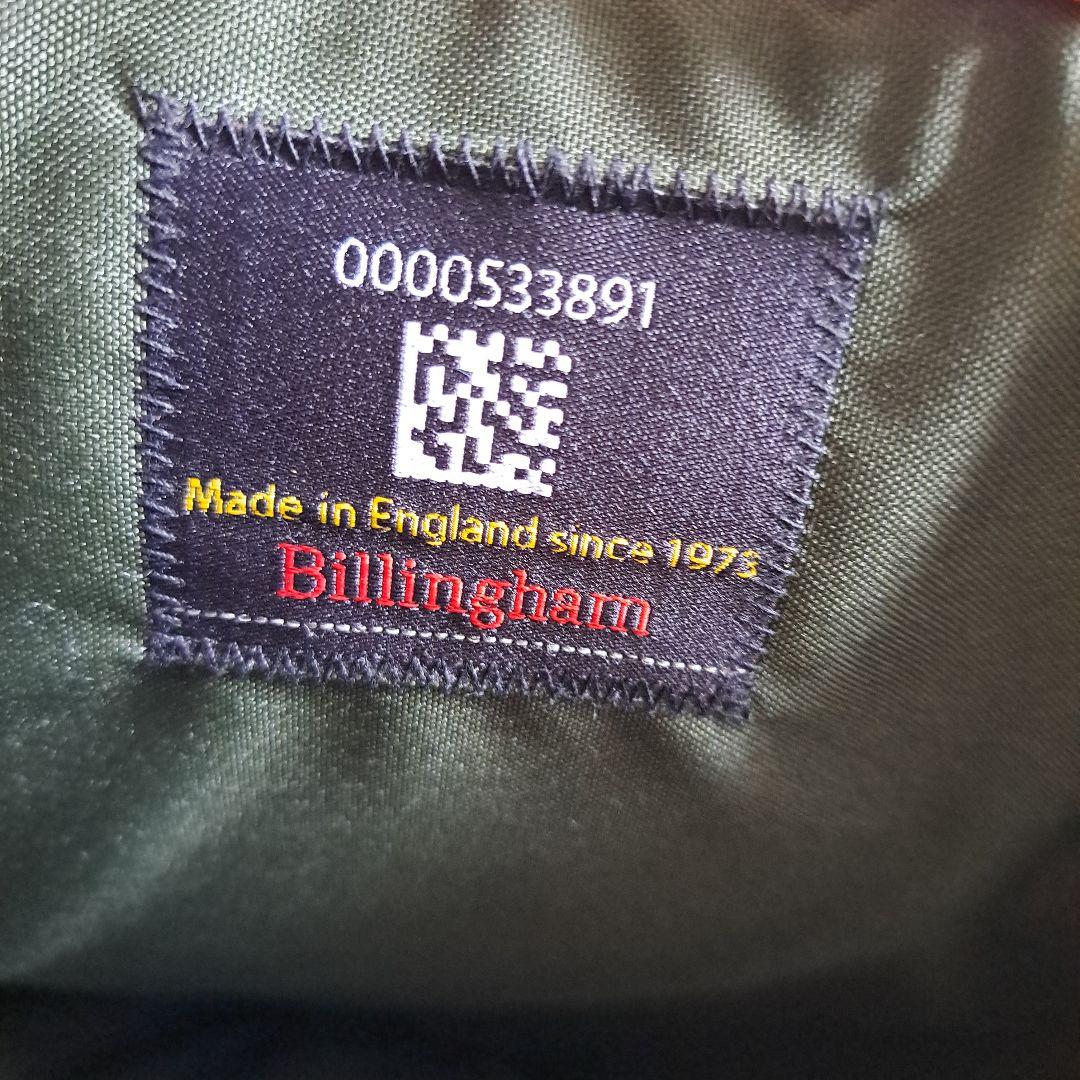 0000533891
Made in England since 1973
Billingham